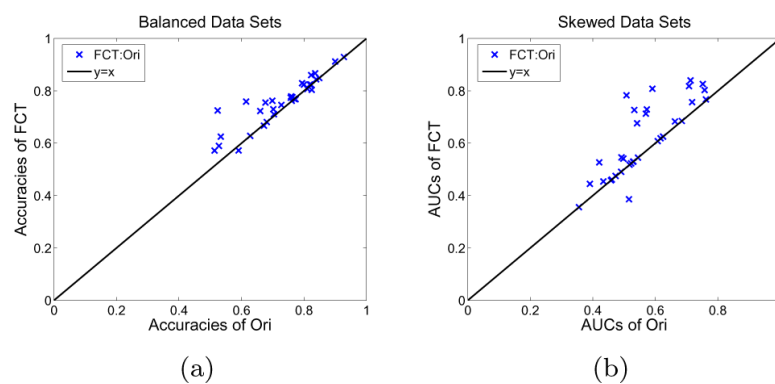 Balanced Data Sets
1
FCT:Ori
y=x
0.8
0.6
0.4
0.2
0
Accuracies of FCT
0 0.2 0.4 0.6 0.8 1
Accuracies of Ori
(a)
Skewed Data Sets
1
FCT:Ori
y=x
0.8
0.6
0.4
0.2
0
AUCs of FCT
0 0.2 0.4 0.6 0.8
AUCs of Ori
(b)